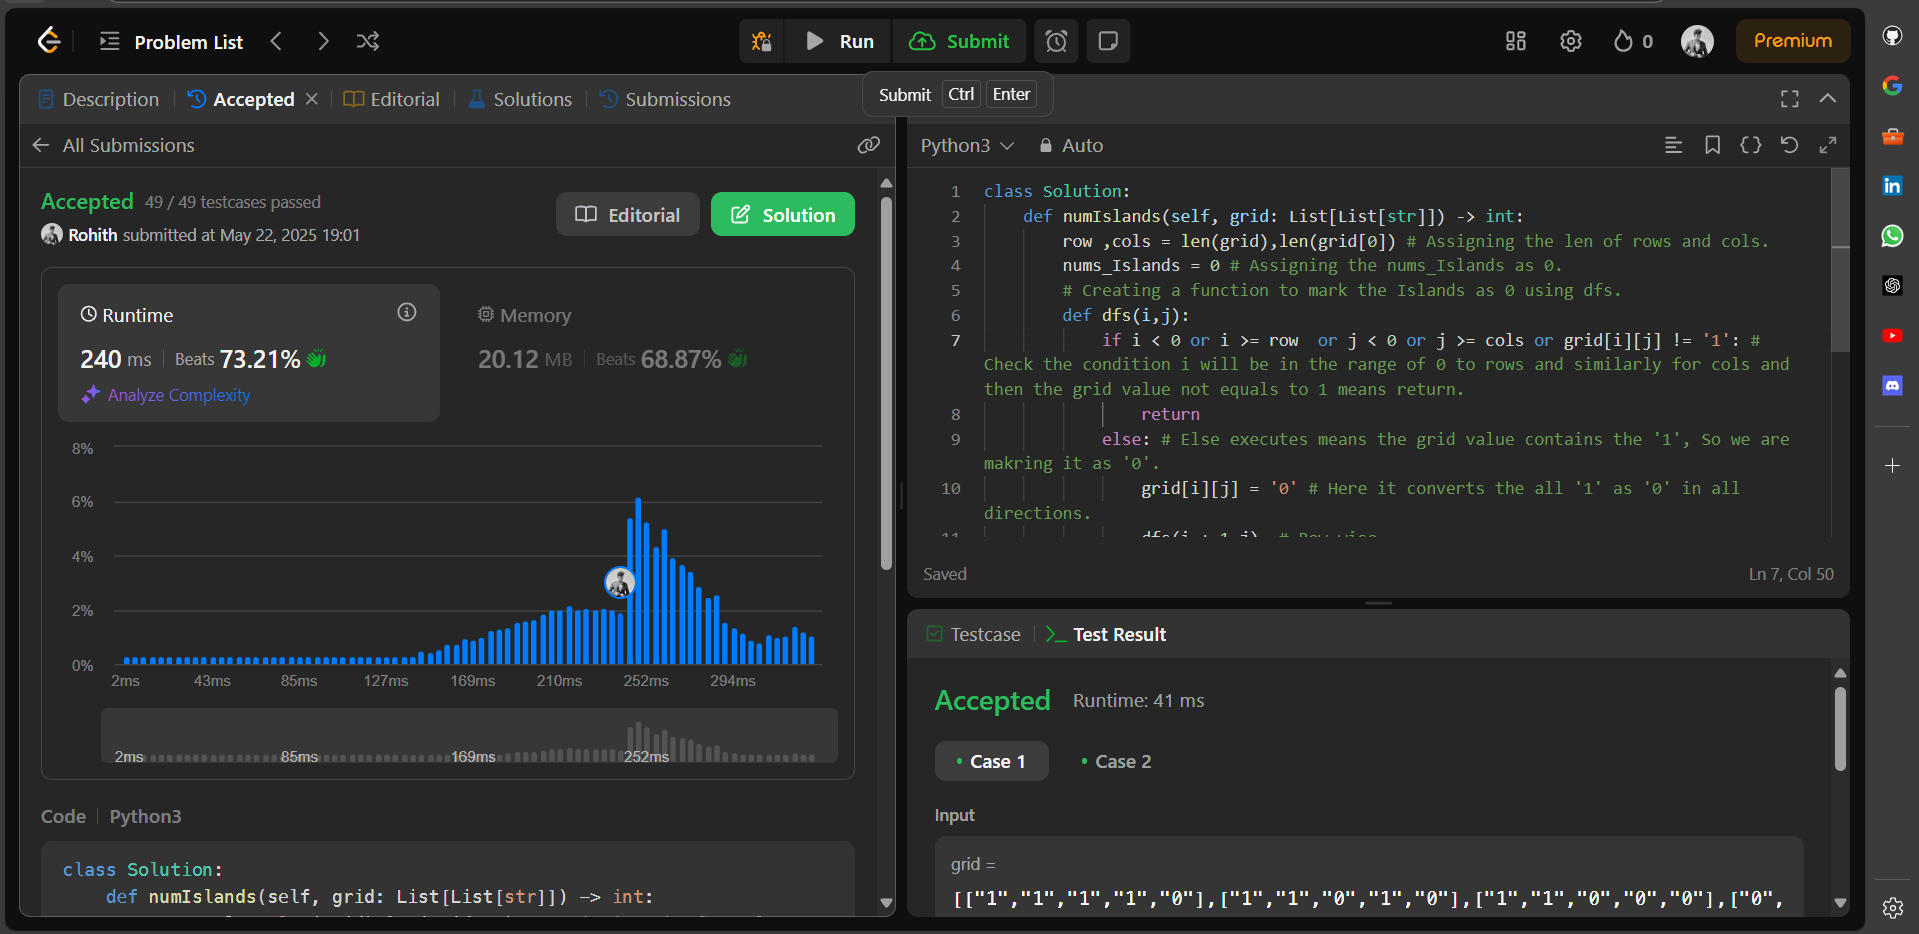 Problem List
Run
Submit
0
Premium
Description
Accepted
Editorial
Solutions
Submissions
Submit Ctrl Enter
All Submissions
Accepted 49 / 49 testcases passed
Rohith submitted at May 22, 2025 19:01
Editorial
Solution
Runtime
240 ms Beats 73.21%
Analyze Complexity
Memory
20.12 MB Beats 68.87%
8%
6%
4%
2%
0%
2ms 43ms 85ms 127ms 169ms 210ms 252ms 294ms
2ms 85ms 169ms 252ms
Code Python3
class Solution:
def numIslands(self, grid: List[List[str]]) -> int:
Python3 Auto
1 class Solution:
2 def numIslands(self, grid: List[List[str]]) -> int:
3 row ,cols = len(grid),len(grid[0]) # Assigning the len of rows and cols.
4 nums_Islands = 0 # Assigning the nums_Islands as 0.
5 # Creating a function to mark the Islands as 0 using dfs.
6 def dfs(i,j):
7 if i < 0 or i >= row  or j < 0 or j >= cols or grid[i][j] != '1': #
Check the condition i will be in the range of 0 to rows and similarly for cols and
then the grid value not equals to 1 means return.
8 return
9 else: # Else executes means the grid value contains the '1', So we are
makring it as '0'.
10 grid[i][j] = '0' # Here it converts the all '1' as '0' in all
directions.
Saved
Ln 7, Col 50
Testcase
Test Result
Accepted Runtime: 41 ms
Case 1
Case 2
Input
grid =
[["1","1","1","1","0"],["1","1","0","1","0"],["1","1","0","0","0"],["0",